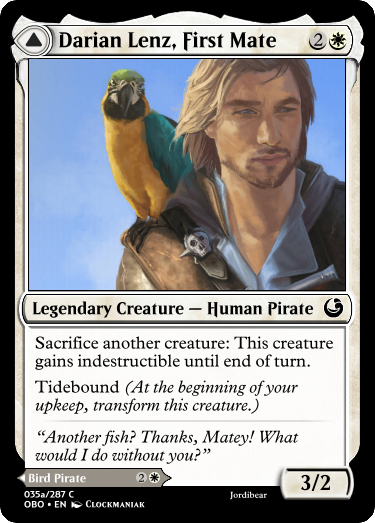 Darian Lenz, First Mate 2
Legendary Creature — Human Pirate
Sacrifice another creature: This creature
gains indestructible until end of turn.
Tidebound (At the beginning of your
upkeep, transform this creature.)
“Another fish? Thanks, Matey! What
would I do without you?”
Bird Pirate 2
3/2
035a/287 C
OBO • EN Clockmaniak
Jordibear